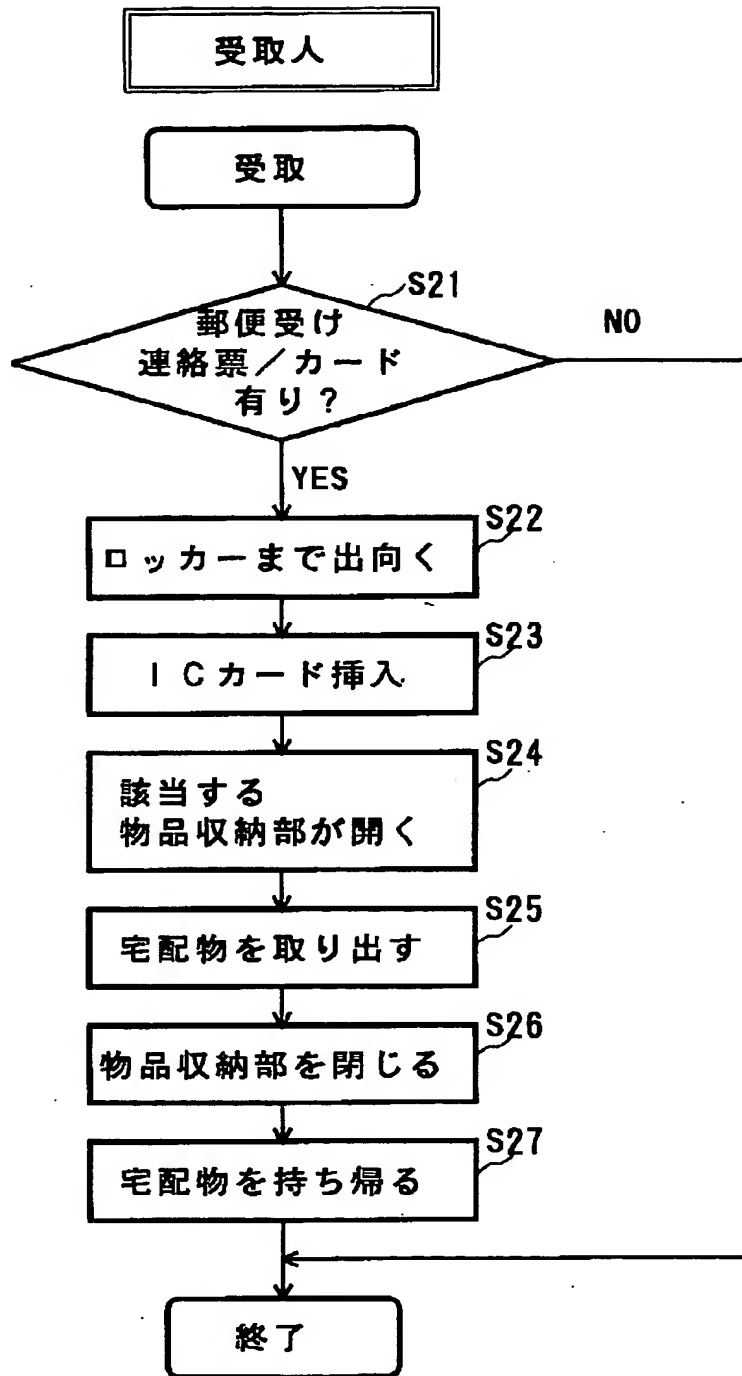 受取人
受取
S21
郵便受け
連絡票／カード
有り？
NO
YES
S22
ロッカーまで出向く
S23
ＩＣカード挿入
S24
該当する
物品収納部が開く
S25
宅配物を取り出す
S26
物品収納部を閉じる
S27
宅配物を持ち帰る
終了